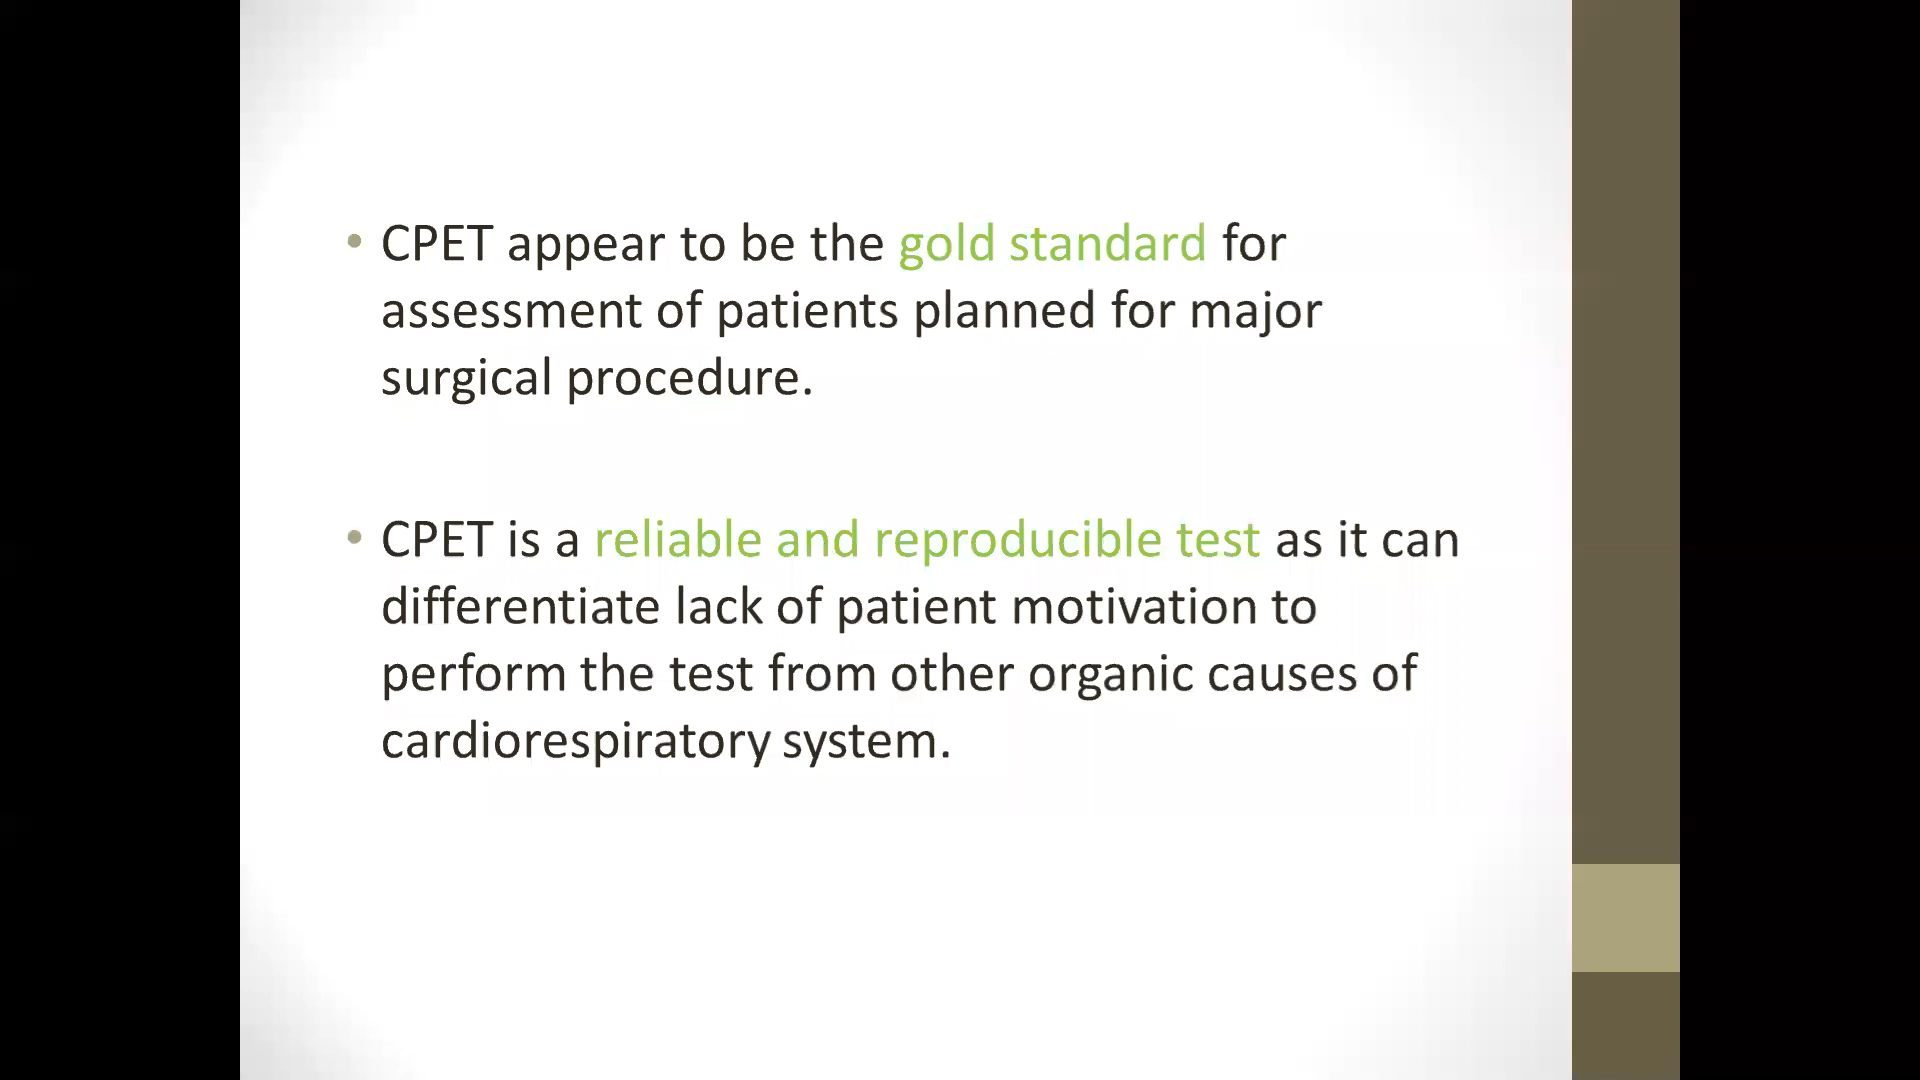 • CPET appear to be the gold standard for
assessment of patients planned for major
surgical procedure.
• CPET is a reliable and reproducible test as it can
differentiate lack of patient motivation to
perform the test from other organic causes of
cardiorespiratory system.